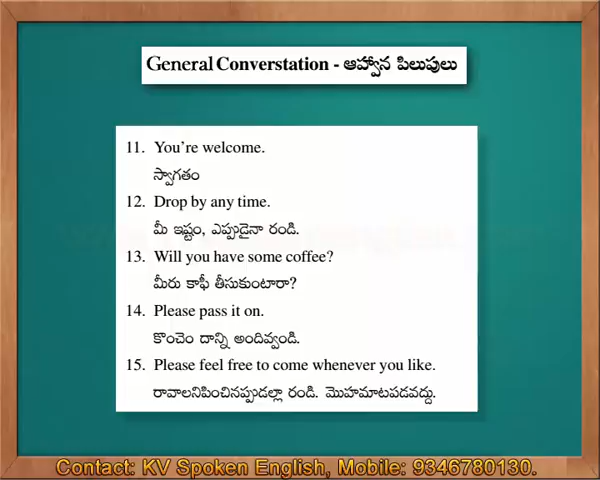 General Converstation - ఆహ్వాన పిలుపులు
11. You're welcome.
స్వాగతం
12. Drop by any time.
మీ ఇష్టం, ఎప్పుడైనా రండి.
13. Will you have some coffee?
మీరు కాఫీ తీసుకుంటారా?
14. Please pass it on.
కొంచెం దాన్ని అందివ్వండి.
15. Please feel free to come whenever you like.
రావాలనిపించినప్పుడల్లా రండి. మొహమాటపడవద్దు.
Contact: KV Spoken English, Mobile: 9346780130.